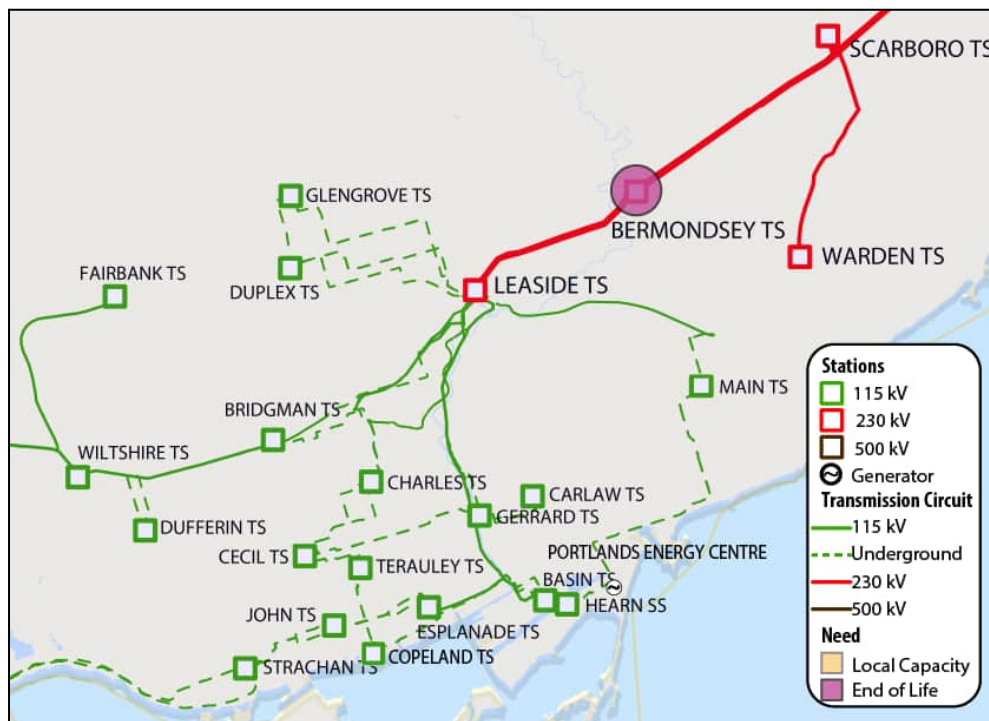 SCARBORO TS
GLENGROVE TS
BERMONDSEY TS
FAIRBANK TS
DUPLEX TS
LEASIDE TS
WARDEN TS
MAIN TS
BRIDGMAN TS
WILTSHIRE TS
CHARLES TS
CARLAW TS
DUFFERIN TS
GERRARD TS
CECIL TS
TERAULEY TS
PORTLANDS ENERGY CENTRE
BASIN TS
HEARN SS
JOHN TS
ESPLANADE TS
STRACHAN TS
COPELAND TS
Stations
115 kV
230 kV
500 kV
Generator
Transmission Circuit
115 kV
Underground
230 kV
500 kV
Need
Local Capacity
End of Life